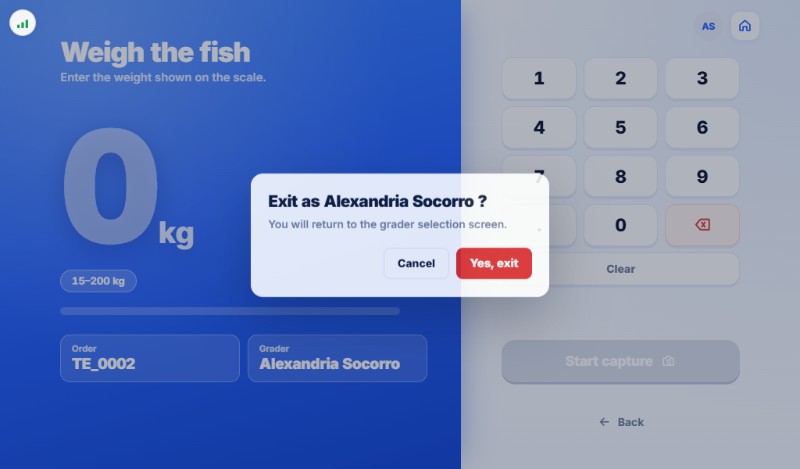 AS
Weigh the fish
Enter the weight shown on the scale.
0 kg
15–200 kg
Order
TE_0002
Grader
Alexandria Socorro
1 2 3
4 5 6
7 8 9
. 0
Clear
Start capture
← Back
Exit as Alexandria Socorro ?
You will return to the grader selection screen.
Cancel
Yes, exit